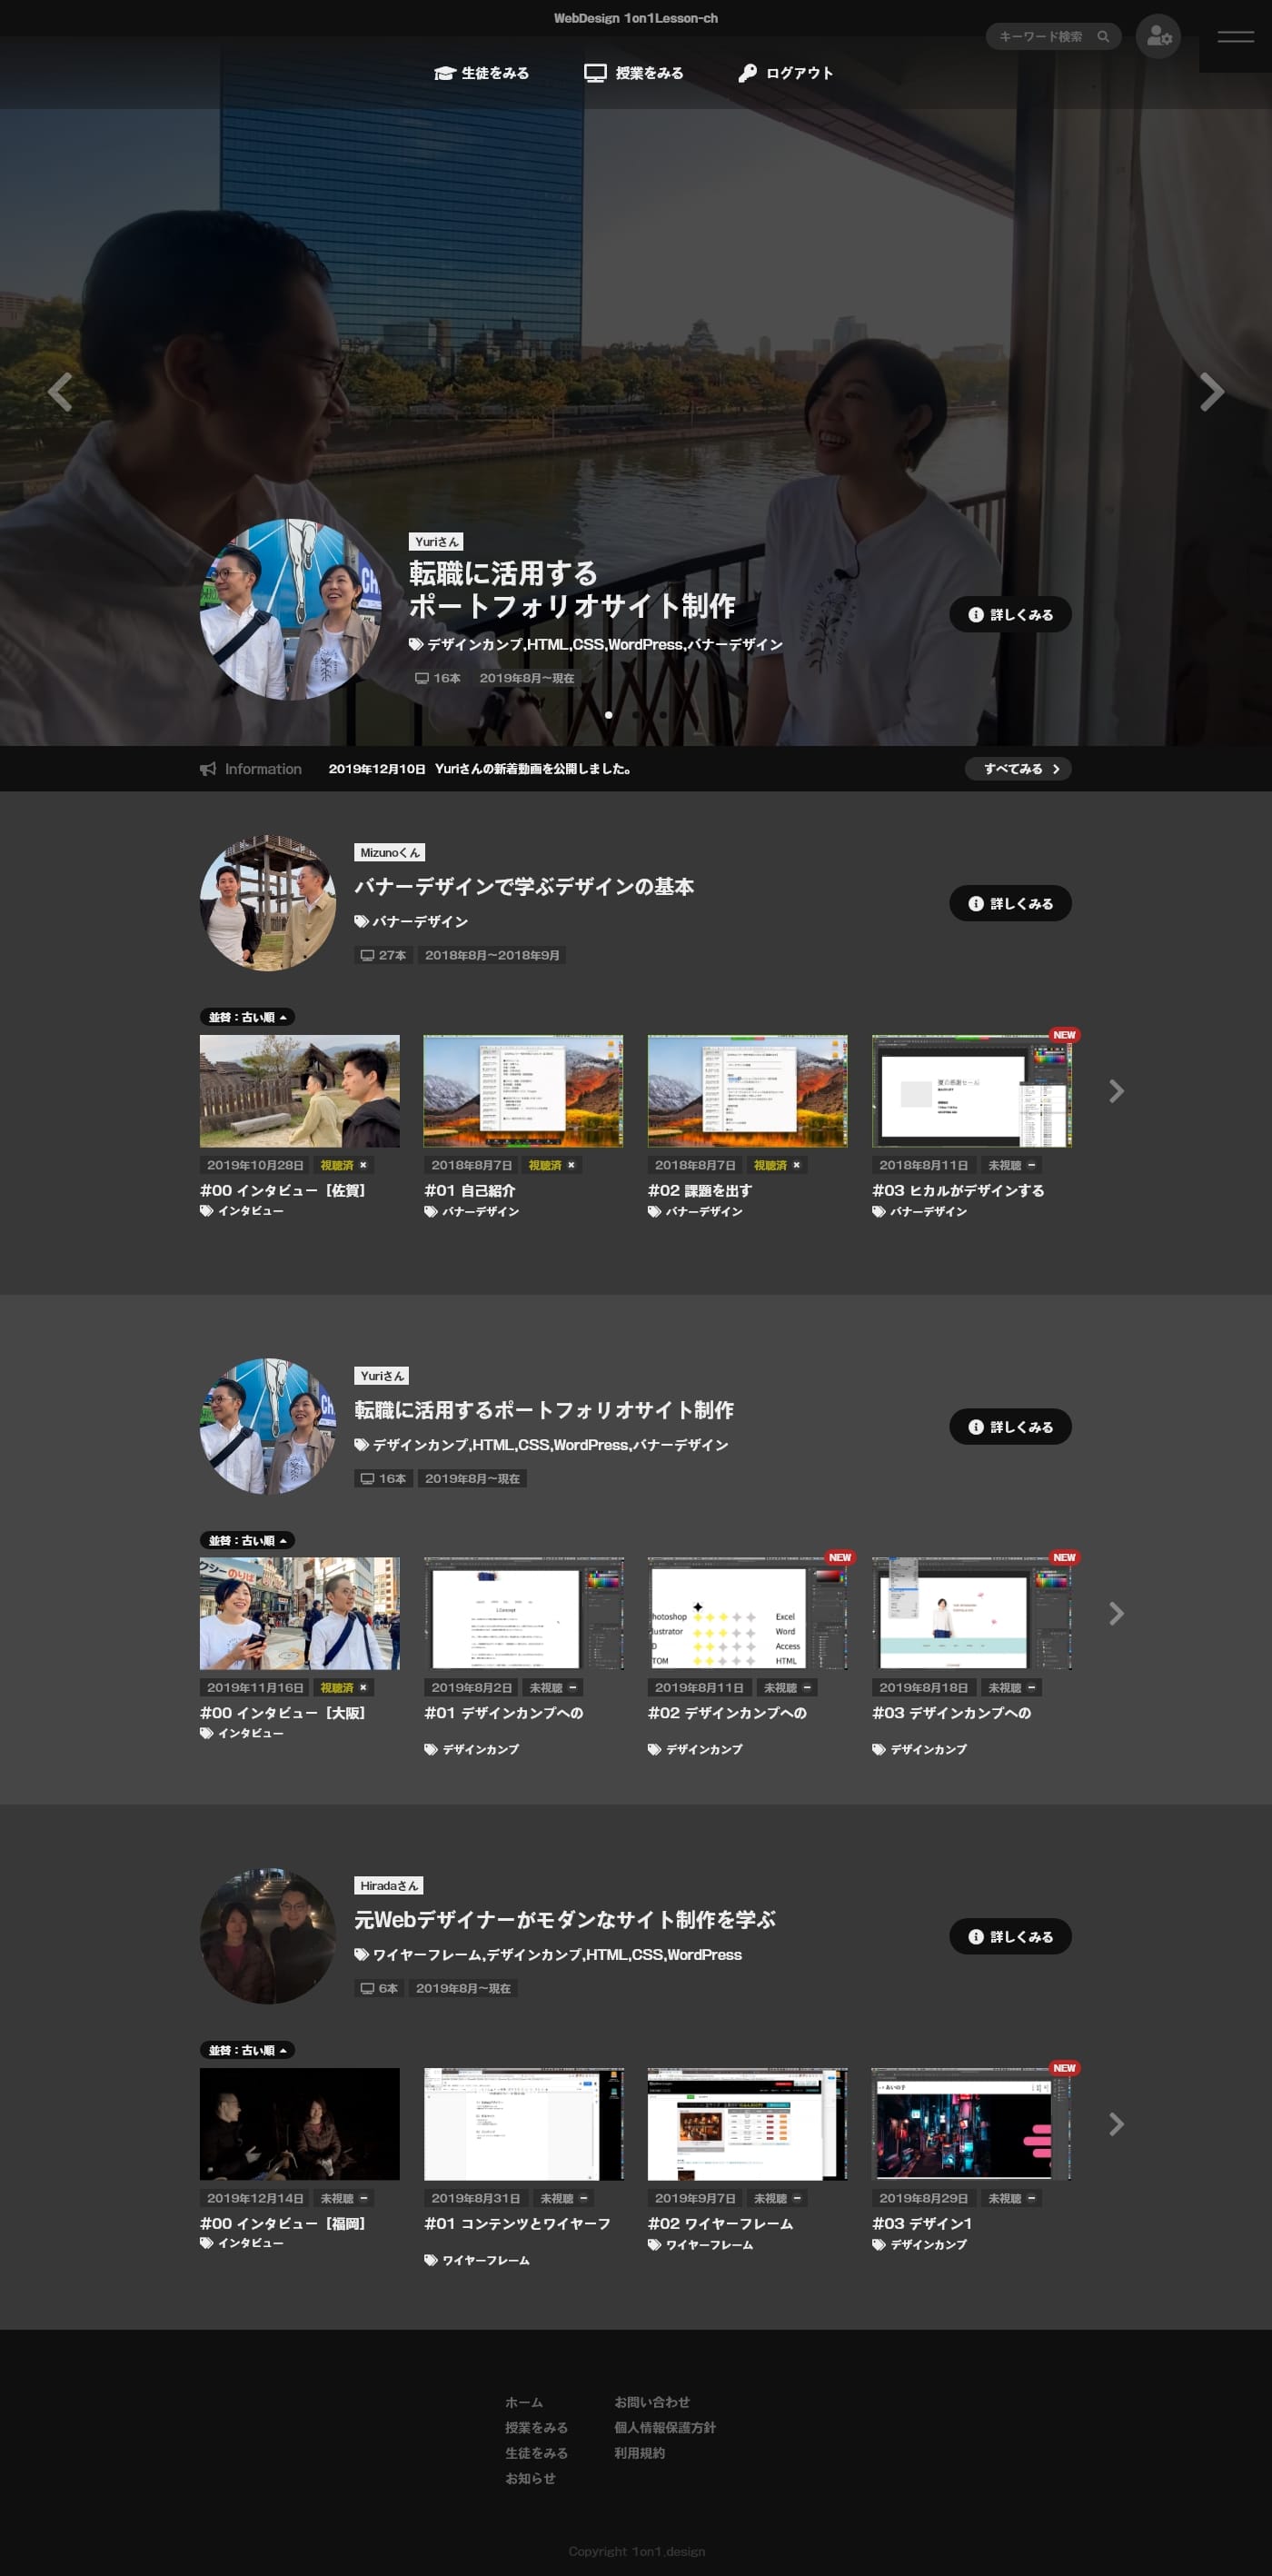 WebDesign 1on1Lesson-ch
キーワード検索
生徒をみる
授業をみる
ログアウト
Yuriさん
転職に活用する
ポートフォリオサイト制作
デザインカンプ,HTML,CSS,WordPress,バナーデザイン
16本 2019年8月〜現在
詳しくみる
Information 2019年12月10日 Yuriさんの新着動画を公開しました。 すべてみる
Mizunoくん
バナーデザインで学ぶデザインの基本
バナーデザイン
27本 2018年8月〜2018年9月
詳しくみる
並替：古い順
NEW
夏の感謝セール
2019年10月28日 視聴済
#00 インタビュー［佐賀］
インタビュー
2018年8月7日 視聴済
#01 自己紹介
バナーデザイン
2018年8月7日 視聴済
#02 課題を出す
バナーデザイン
2018年8月11日 未視聴
#03 ヒカルがデザインする
バナーデザイン
Yuriさん
転職に活用するポートフォリオサイト制作
デザインカンプ,HTML,CSS,WordPress,バナーデザイン
16本 2019年8月〜現在
詳しくみる
並替：古い順
NEW
NEW
のりば
hotoshop Excel
lustrator Word
Access
TOM HTML
2019年11月16日 視聴済
#00 インタビュー［大阪］
インタビュー
2019年8月2日 未視聴
#01 デザインカンプへの
デザインカンプ
2019年8月11日 未視聴
#02 デザインカンプへの
デザインカンプ
2019年8月18日 未視聴
#03 デザインカンプへの
デザインカンプ
Hiradaさん
元Webデザイナーがモダンなサイト制作を学ぶ
ワイヤーフレーム,デザインカンプ,HTML,CSS,WordPress
6本 2019年8月〜現在
詳しくみる
並替：古い順
NEW
2019年12月14日 未視聴
#00 インタビュー［福岡］
インタビュー
2019年8月31日 未視聴
#01 コンテンツとワイヤーフ
ワイヤーフレーム
2019年9月7日 未視聴
#02 ワイヤーフレーム
ワイヤーフレーム
2019年8月29日 未視聴
#03 デザイン1
デザインカンプ
ホーム
授業をみる
生徒をみる
お知らせ
お問い合わせ
個人情報保護方針
利用規約
Copyright 1on1.design